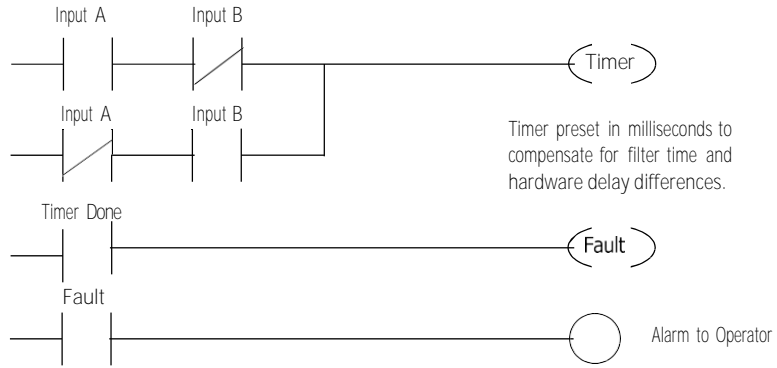 Input A
Input B
Timer
Input A
Input B
Timer preset in milliseconds to
compensate for filter time and
hardware delay differences.
Timer Done
Fault
Fault
Alarm to Operator